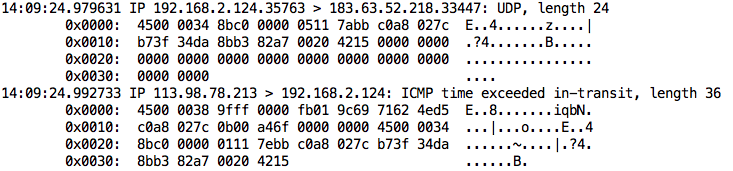 14:09:24.979631 IP 192.168.2.124.35763 > 183.63.52.218.33447: UDP, length 24
0x0000: 4500 0034 8bc0 0000 0511 7abb c0a8 027c E..4......z....|
0x0010: b73f 34da 8bb3 82a7 0020 4215 0000 0000 .?4.......B.....
0x0020: 0000 0000 0000 0000 0000 0000 0000 0000 ................
0x0030: 0000 0000 ....
14:09:24.992733 IP 113.98.78.213 > 192.168.2.124: ICMP time exceeded in-transit, length 36
0x0000: 4500 0038 9fff 0000 fb01 9c69 7162 4ed5 E..8.......iqbN.
0x0010: c0a8 027c 0b00 a46f 0000 0000 4500 0034 ...|...o....E..4
0x0020: 8bc0 0000 0111 7ebb c0a8 027c b73f 34da ......~....|.?4.
0x0030: 8bb3 82a7 0020 4215 ......B.